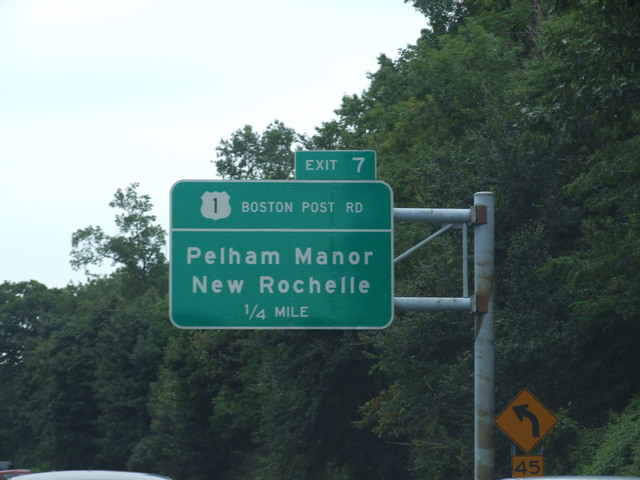 EXIT 7
1 BOSTON POST RD
Pelham Manor
New Rochelle
1/4 MILE
45